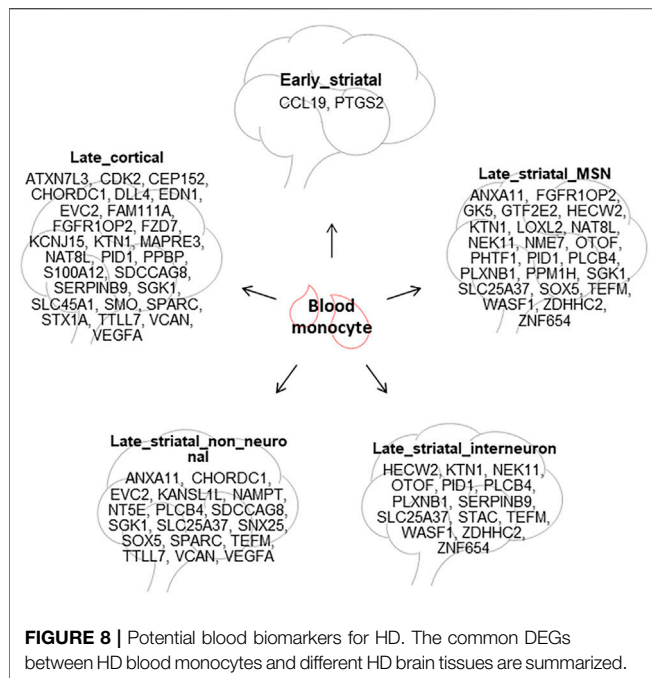 Early_striatal
CCL19, PTGS2
Late_cortical
ATXN7L3, CDK2, CEP152,
CHORDC1, DLL4, EDN1,
EVC2, FAM111A,
FGFR1OP2, FZD7,
KCNJ15, KTN1, MAPRE3,
NAT8L, PID1, PPBP,
S100A12, SDCCAG8,
SERPINB9, SGK1,
SLC45A1, SMO, SPARC,
STX1A, TTLL7, VCAN,
VEGFA
Late_striatal_MSN
ANXA11, FGFR1OP2,
GK5, GTF2E2, HECW2,
KTN1, LOXL2, NAT8L,
NEK11, NME7, OTOF,
PHTF1, PID1, PLCB4,
PLXNB1, PPM1H, SGK1,
SLC25A37, SOX5, TEFM,
WASF1, ZDHHC2,
ZNF654
Blood
monocyte
Late_striatal_non_neuro
nal
ANXA11, CHORDC1,
EVC2, KANSL1L, NAMPT,
NT5E, PLCB4, SDCCAG8,
SGK1, SLC25A37, SNX25,
SOX5, SPARC, TEFM,
TTLL7, VCAN, VEGFA
Late_striatal_interneuron
HECW2, KTN1, NEK11,
OTOF, PID1, PLCB4,
PLXNB1, SERPINB9,
SLC25A37, STAC, TEFM,
WASF1, ZDHHC2,
ZNF654
FIGURE 8 | Potential blood biomarkers for HD. The common DEGs
between HD blood monocytes and different HD brain tissues are summarized.